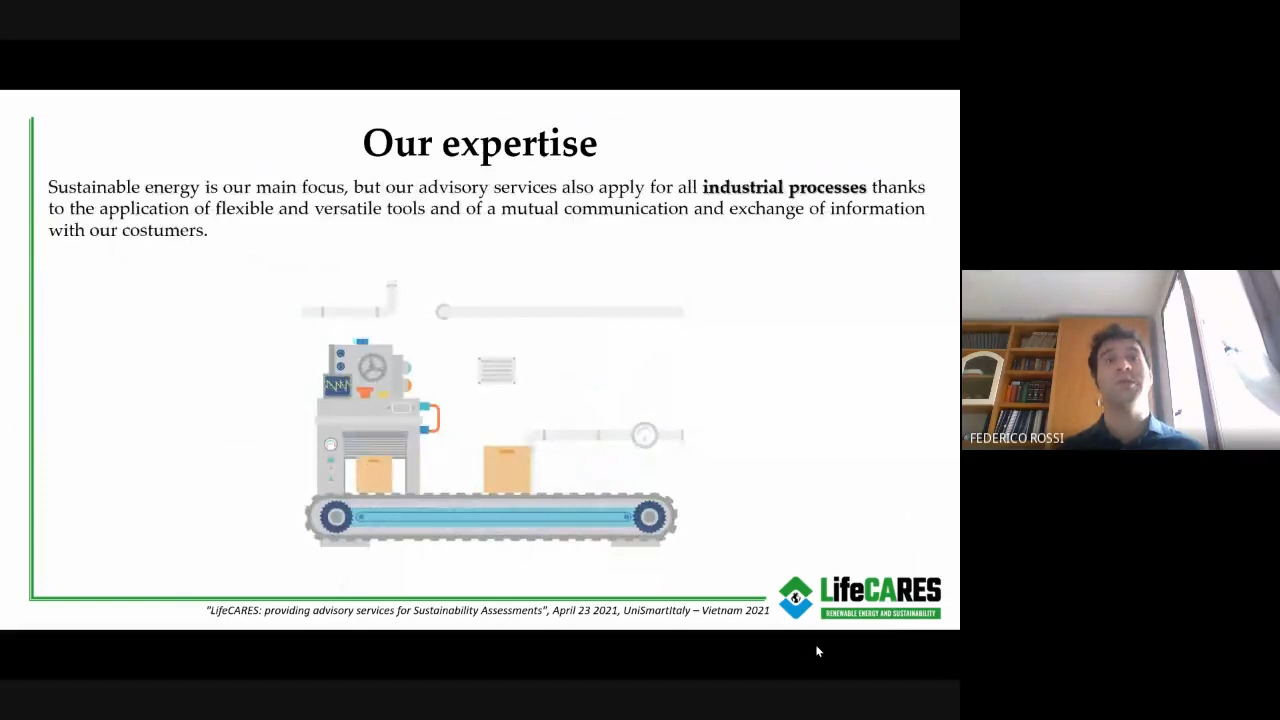 Our expertise
Sustainable energy is our main focus, but our advisory services also apply for all industrial processes thanks
to the application of flexible and versatile tools and of a mutual communication and exchange of information
with our costumers.
FEDERICO ROSSI
LifeCARES
RENEWABLE ENERGY AND SUSTAINABILITY
"LifeCARES: providing advisory services for Sustainability Assessments", April 23 2021, UniSmartItaly – Vietnam 2021